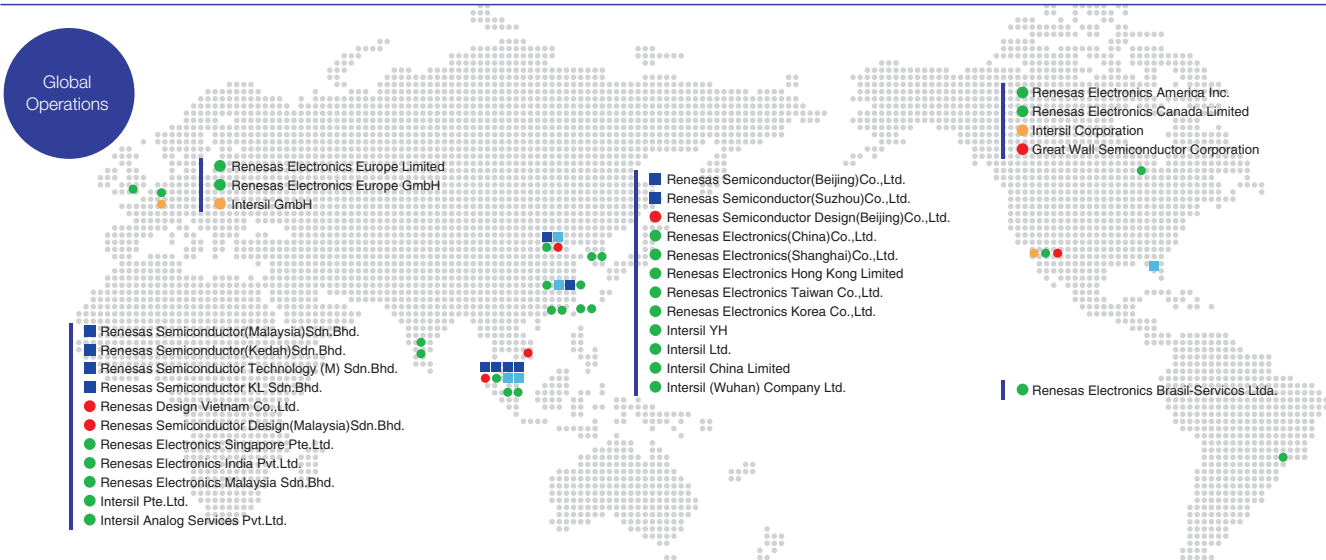 Global
Operations
Renesas Electronics Europe Limited
Renesas Electronics Europe GmbH
Intersil GmbH
Renesas Semiconductor(Malaysia)Sdn.Bhd.
Renesas Semiconductor(Kedah)Sdn.Bhd.
Renesas Semiconductor Technology (M) Sdn.Bhd.
Renesas Semiconductor KL Sdn.Bhd.
Renesas Design Vietnam Co.,Ltd.
Renesas Semiconductor Design(Malaysia)Sdn.Bhd.
Renesas Electronics Singapore Pte.Ltd.
Renesas Electronics India Pvt.Ltd.
Renesas Electronics Malaysia Sdn.Bhd.
Intersil Pte.Ltd.
Intersil Analog Services Pvt.Ltd.
Renesas Semiconductor(Beijing)Co.,Ltd.
Renesas Semiconductor(Suzhou)Co.,Ltd.
Renesas Semiconductor Design(Beijing)Co.,Ltd.
Renesas Electronics(China)Co.,Ltd.
Renesas Electronics(Shanghai)Co.,Ltd.
Renesas Electronics Hong Kong Limited
Renesas Electronics Taiwan Co.,Ltd.
Renesas Electronics Korea Co.,Ltd.
Intersil YH
Intersil Ltd.
Intersil China Limited
Intersil (Wuhan) Company Ltd.
Renesas Electronics America Inc.
Renesas Electronics Canada Limited
Intersil Corporation
Great Wall Semiconductor Corporation
Renesas Electronics Brasil-Servicos Ltda.